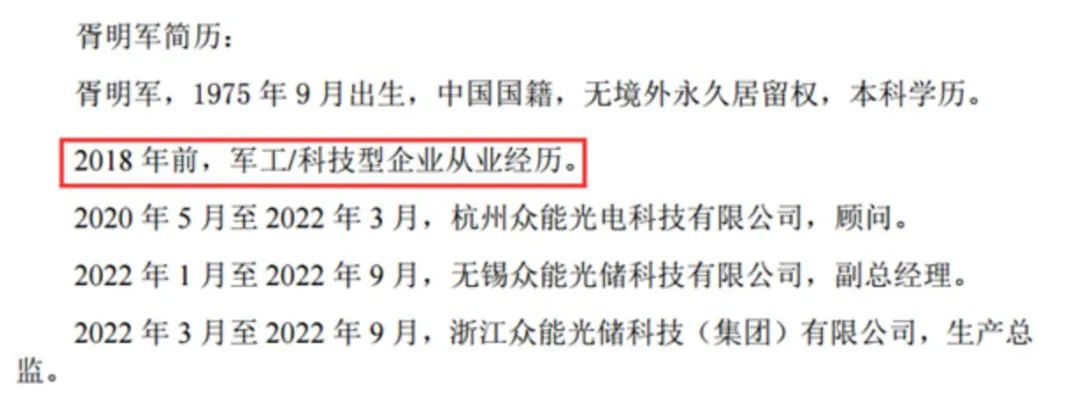 胥明军简历：
胥明军，1975 年 9 月出生，中国国籍，无境外永久居留权，本科学历。
2018 年前，军工/科技型企业从业经历。
2020 年 5 月至 2022 年 3 月，杭州众能光电科技有限公司，顾问。
2022 年 1 月至 2022 年 9 月，无锡众能光储科技有限公司，副总经理。
2022 年 3 月至 2022 年 9 月，浙江众能光储科技（集团）有限公司，生产总
监。